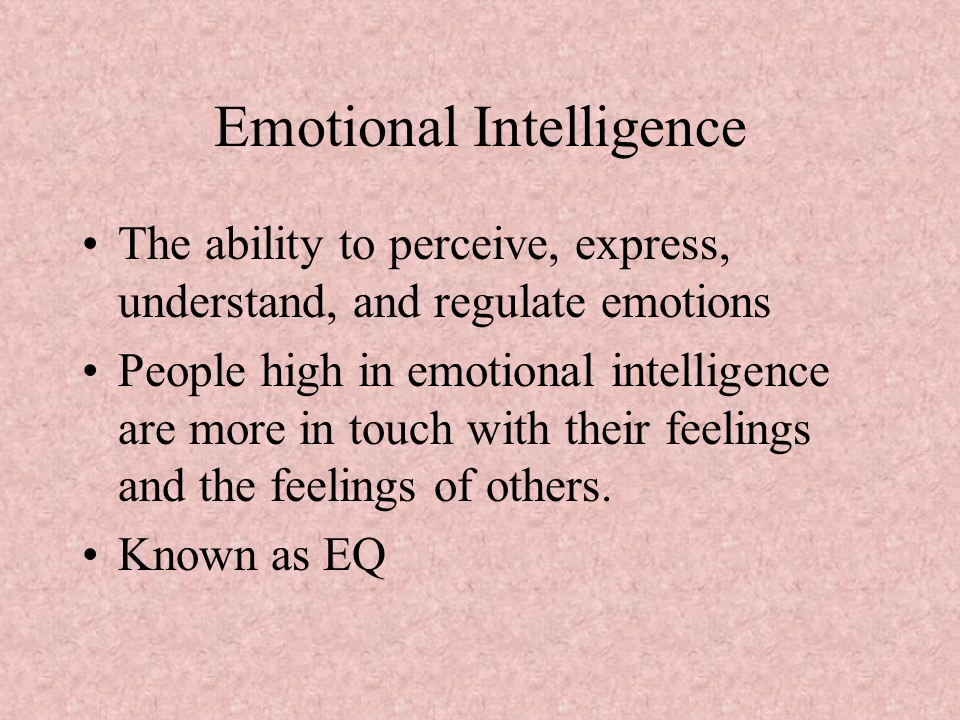 Emotional Intelligence
• The ability to perceive, express,
understand, and regulate emotions
• People high in emotional intelligence
are more in touch with their feelings
and the feelings of others.
• Known as EQ